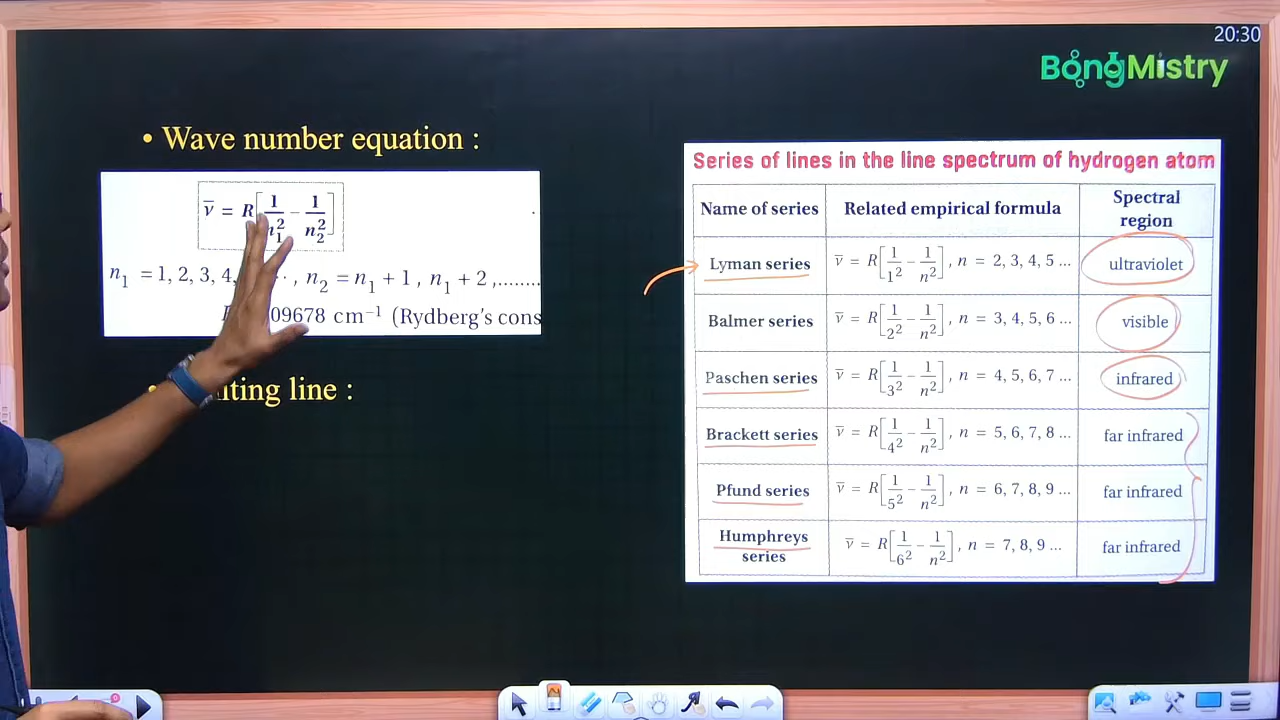 20:30
BongMistry
• Wave number equation :
ν̅ = R[1/n₁² − 1/n₂²]
n₁ = 1, 2, 3, 4, , n₂ = n₁ + 1 , n₁ + 2 ,........
09678 cm⁻¹ (Rydberg's cons
line :
Series of lines in the line spectrum of hydrogen atom
Name of series Related empirical formula Spectral region
Lyman series ν̅ = R[1/1² − 1/n²], n = 2, 3, 4, 5 ... ultraviolet
Balmer series ν̅ = R[1/2² − 1/n²], n = 3, 4, 5, 6 ... visible
Paschen series ν̅ = R[1/3² − 1/n²], n = 4, 5, 6, 7 ... infrared
Brackett series ν̅ = R[1/4² − 1/n²], n = 5, 6, 7, 8 ... far infrared
Pfund series ν̅ = R[1/5² − 1/n²], n = 6, 7, 8, 9 ... far infrared
Humphreys series ν̅ = R[1/6² − 1/n²], n = 7, 8, 9 ... far infrared